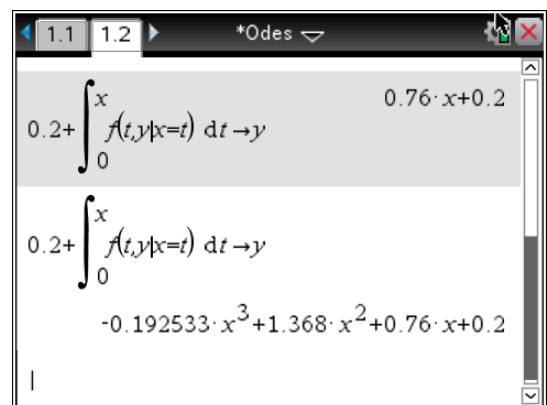 1.1 1.2 *Odes
0.2+∫₀ˣ f(t,y|x=t) dt→y 0.76·x+0.2
0.2+∫₀ˣ f(t,y|x=t) dt→y
-0.192533·x³+1.368·x²+0.76·x+0.2